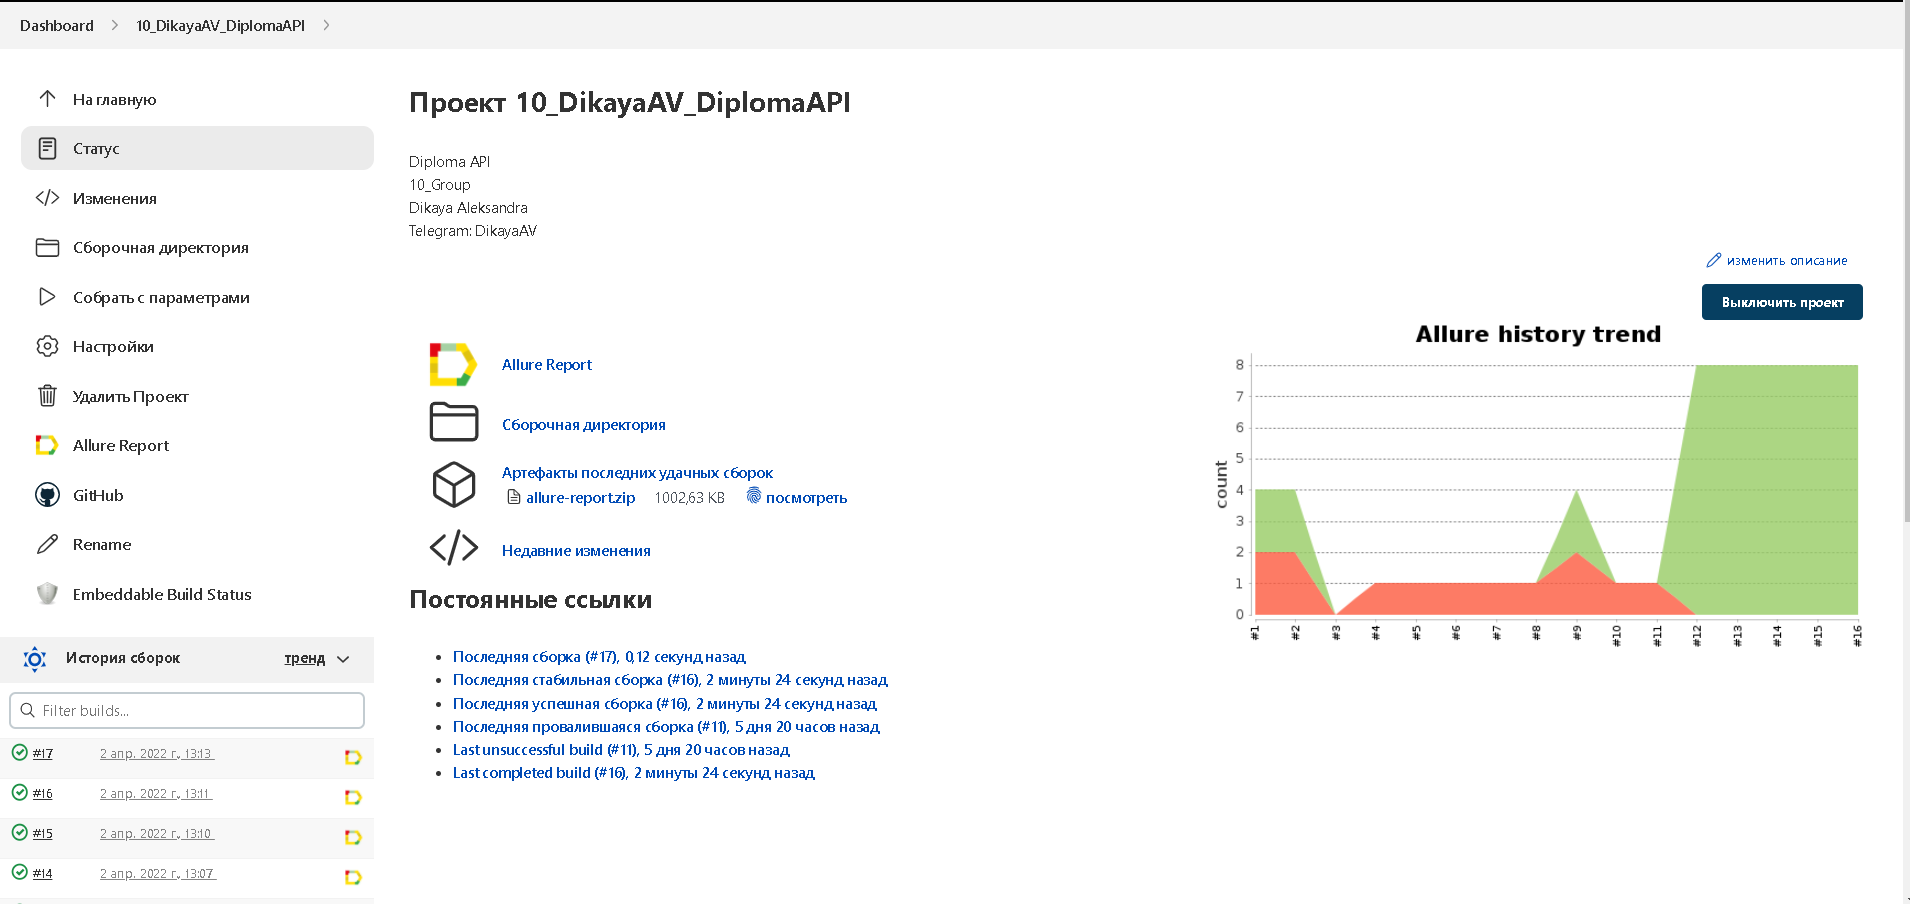 Dashboard
10_DikayaAV_DiplomaAPI
На главную
Статус
Изменения
Сборочная директория
Собрать с параметрами
Настройки
Удалить Проект
Allure Report
GitHub
Rename
Embeddable Build Status
История сборок
тренд
Filter builds...
#17 2 апр. 2022 г., 13:13
#16 2 апр. 2022 г., 13:11
#15 2 апр. 2022 г., 13:10
#14 2 апр. 2022 г., 13:07
Проект 10_DikayaAV_DiplomaAPI
Diploma API
10_Group
Dikaya Aleksandra
Telegram: DikayaAV
изменить описание
Выключить проект
Allure Report
Сборочная директория
Артефакты последних удачных сборок
allure-report.zip 1002,63 KB посмотреть
Недавние изменения
Постоянные ссылки
Последняя сборка (#17), 0,12 секунд назад
Последняя стабильная сборка (#16), 2 минуты 24 секунд назад
Последняя успешная сборка (#16), 2 минуты 24 секунд назад
Последняя провалившаяся сборка (#11), 5 дня 20 часов назад
Last unsuccessful build (#11), 5 дня 20 часов назад
Last completed build (#16), 2 минуты 24 секунд назад
Allure history trend
count
8
7
6
5
4
3
2
1
0
#1 #2 #3 #4 #5 #6 #7 #8 #9 #10 #11 #12 #13 #14 #15 #16